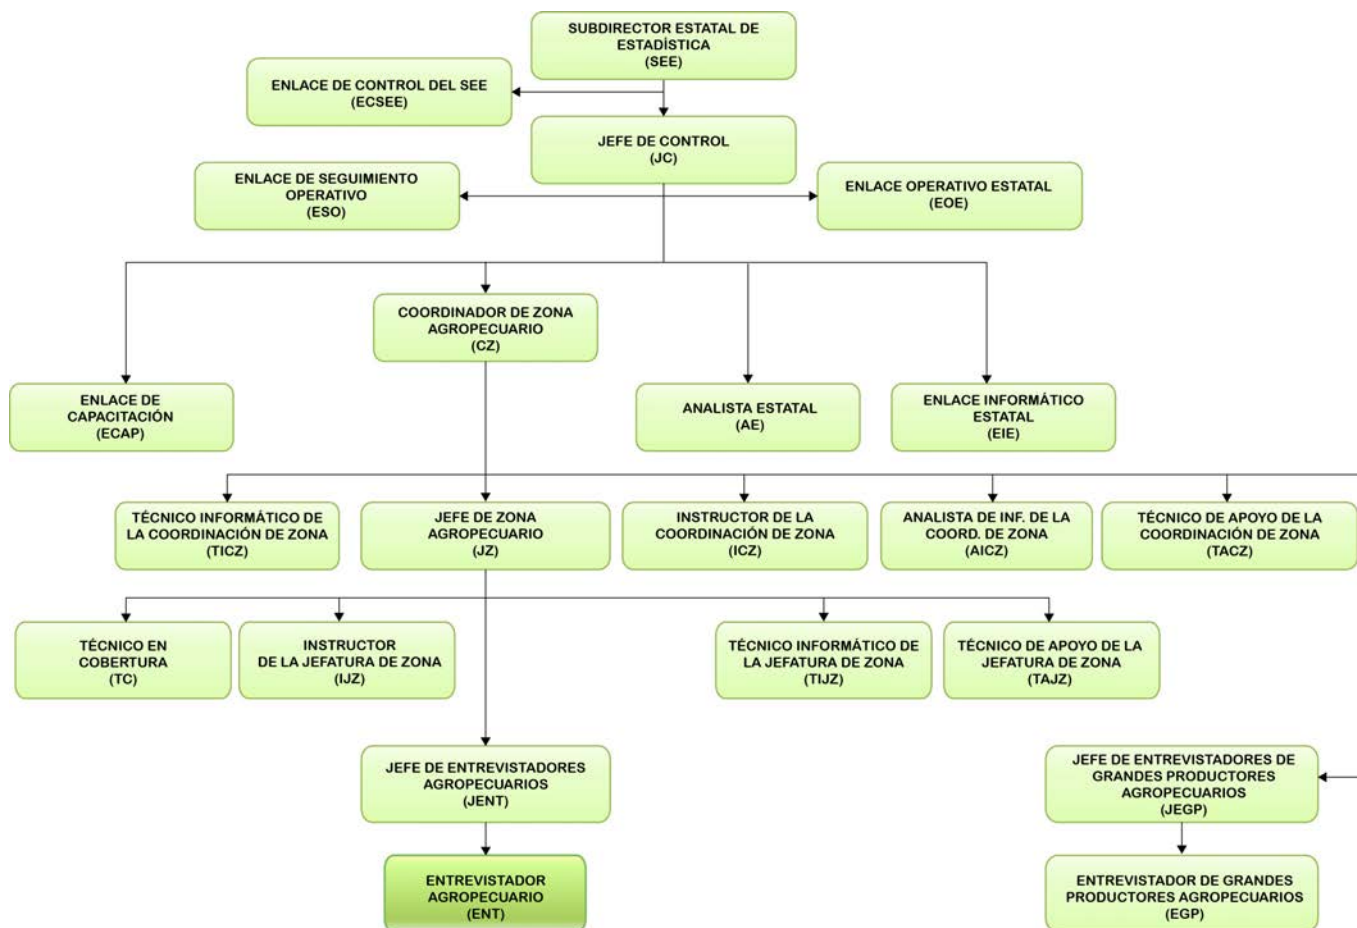 SUBDIRECTOR ESTATAL DE
ESTADÍSTICA
(SEE)
ENLACE DE CONTROL DEL SEE
(ECSEE)
JEFE DE CONTROL
(JC)
ENLACE DE SEGUIMIENTO
OPERATIVO
(ESO)
ENLACE OPERATIVO ESTATAL
(EOE)
COORDINADOR DE ZONA
AGROPECUARIO
(CZ)
ENLACE DE
CAPACITACIÓN
(ECAP)
ANALISTA ESTATAL
(AE)
ENLACE INFORMÁTICO
ESTATAL
(EIE)
TÉCNICO INFORMÁTICO DE
LA COORDINACIÓN DE ZONA
(TICZ)
JEFE DE ZONA
AGROPECUARIO
(JZ)
INSTRUCTOR DE LA
COORDINACIÓN DE ZONA
(ICZ)
ANALISTA DE INF. DE LA
COORD. DE ZONA
(AICZ)
TÉCNICO DE APOYO DE LA
COORDINACIÓN DE ZONA
(TACZ)
TÉCNICO EN
COBERTURA
(TC)
INSTRUCTOR
DE LA JEFATURA DE ZONA
(IJZ)
TÉCNICO INFORMÁTICO DE
LA JEFATURA DE ZONA
(TIJZ)
TÉCNICO DE APOYO DE LA
JEFATURA DE ZONA
(TAJZ)
JEFE DE ENTREVISTADORES
AGROPECUARIOS
(JENT)
JEFE DE ENTREVISTADORES DE
GRANDES PRODUCTORES
AGROPECUARIOS
(JEGP)
ENTREVISTADOR
AGROPECUARIO
(ENT)
ENTREVISTADOR DE GRANDES
PRODUCTORES AGROPECUARIOS
(EGP)